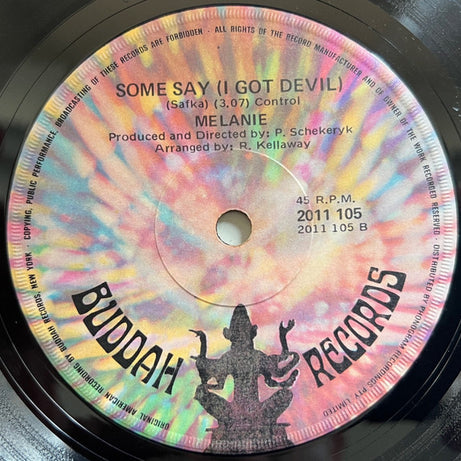 ORIGINAL AMERICAN RECORDING BY BUDDAH RECORDS, NEW YORK · COPYING, PUBLIC PERFORMANCE, BROADCASTING OF THESE RECORDS ARE FORBIDDEN · ALL RIGHTS OF THE RECORD MANUFACTURER AND OF OWNER OF THE WORK RECORDED RESERVED · DISTRIBUTED BY PHONOGRAM RECORDINGS PTY. LIMITED
SOME SAY (I GOT DEVIL)
(Safka) (3.07) Control
MELANIE
Produced and Directed by: P. Schekeryk
Arranged by: R. Kellaway
45 R.P.M.
2011 105
2011 105 B
BUDDAH RECORDS